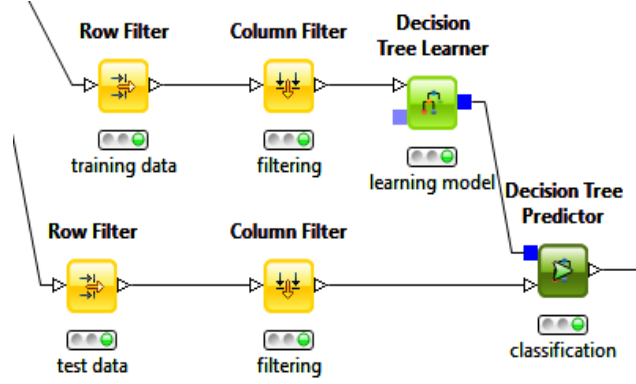 Row Filter
training data
Column Filter
filtering
Decision
Tree Learner
learning model
Row Filter
test data
Column Filter
filtering
Decision Tree
Predictor
classification